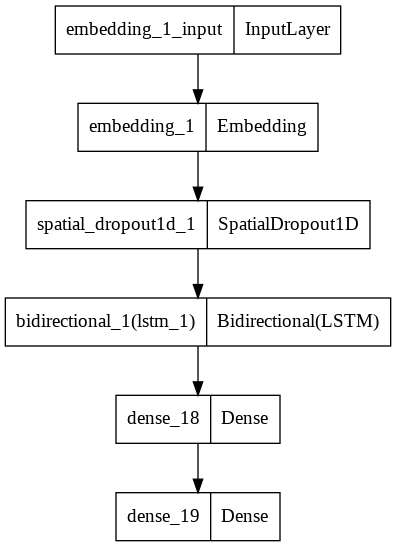 embedding_1_input InputLayer
embedding_1 Embedding
spatial_dropout1d_1 SpatialDropout1D
bidirectional_1(lstm_1) Bidirectional(LSTM)
dense_18 Dense
dense_19 Dense